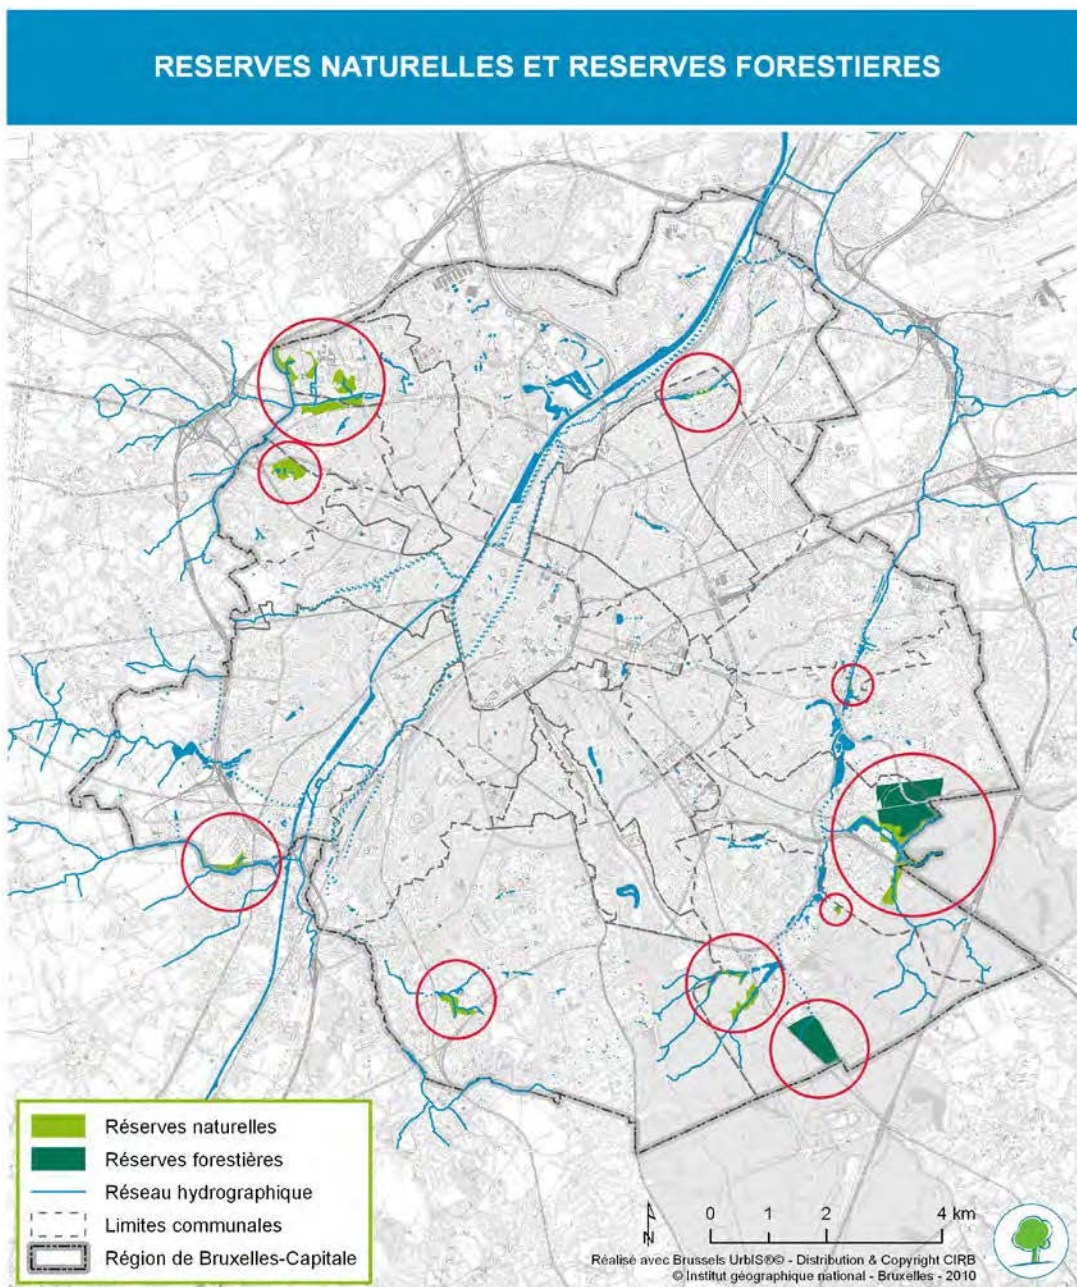 RESERVES NATURELLES ET RESERVES FORESTIERES
Réserves naturelles
Réserves forestières
Réseau hydrographique
Limites communales
Région de Bruxelles-Capitale
N
0 1 2 4 km
Réalisé avec Brussels UrbIS®© - Distribution & Copyright CIRB
© Institut géographique national - Bruxelles - 2010